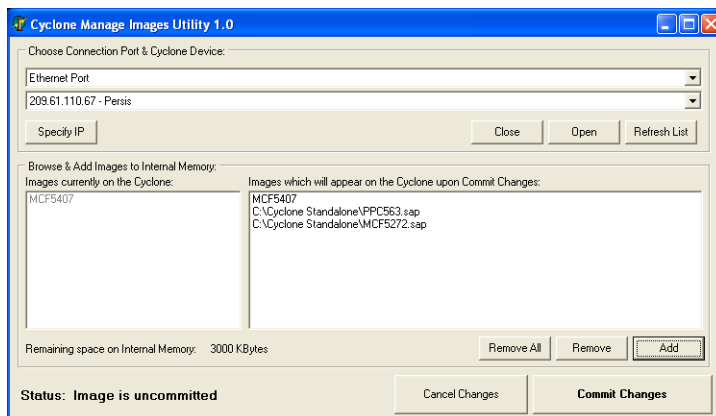 Cyclone Manage Images Utility 1.0
Choose Connection Port & Cyclone Device:
Ethernet Port
209.61.110.67 - Persis
Specify IP
Close
Open
Refresh List
Browse & Add Images to Internal Memory:
Images currently on the Cyclone:
Images which will appear on the Cyclone upon Commit Changes:
MCF5407
MCF5407
C:\Cyclone Standalone\PPC563.sap
C:\Cyclone Standalone\MCF5272.sap
Remaining space on Internal Memory: 3000 KBytes
Remove All
Remove
Add
Status: Image is uncommitted
Cancel Changes
Commit Changes